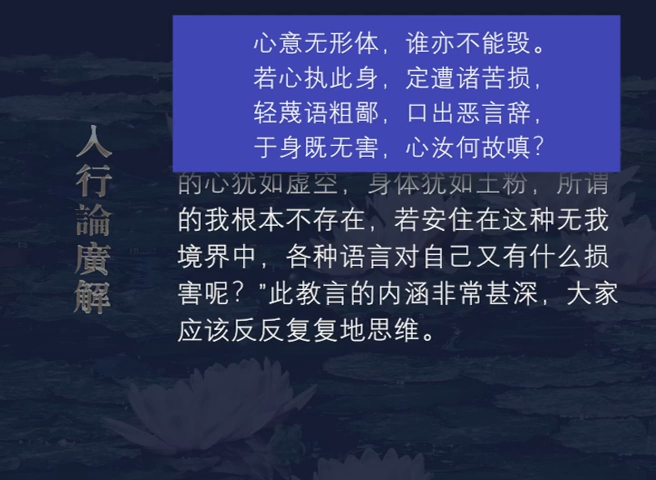 心意无形体，谁亦不能毁。
若心执此身，定遭诸苦损，
轻蔑语粗鄙，口出恶言辞，
于身既无害，心汝何故嗔？
入行論廣解
的心犹如虚空，身体犹如土粉，所谓
的我根本不存在，若安住在这种无我
境界中，各种语言对自己又有什么损
害呢？”此教言的内涵非常甚深，大家
应该反反复复地思维。